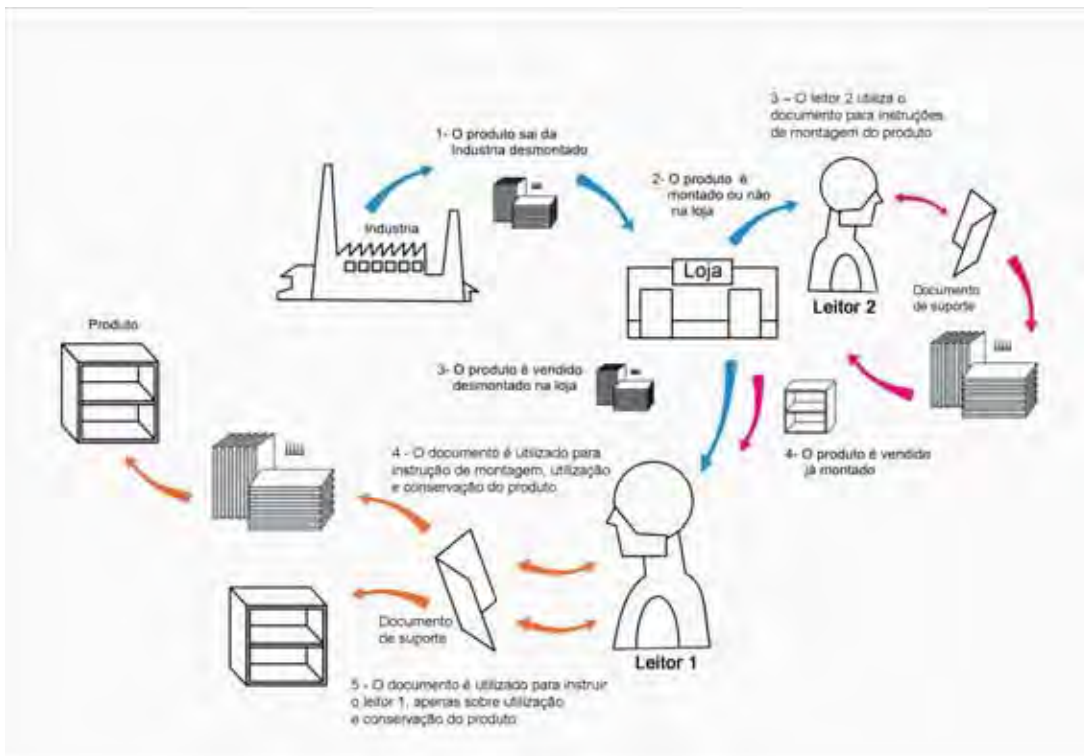 1- O produto sai da
Industria desmontado
Industria
2- O produto é
montado ou não
na loja
Loja
3 – O leitor 2 utiliza o
documento para instruções
de montagem do produto
Leitor 2
Documento
de suporte
3- O produto é vendido
desmontado na loja
4- O produto é vendido
já montado
Produto
4 - O documento é utilizado para
instrução de montagem, utilização
e conservação do produto
Documento
de suporte
Leitor 1
5 - O documento é utilizado para instruir
o leitor 1, apenas sobre utilização
e conservação do produto